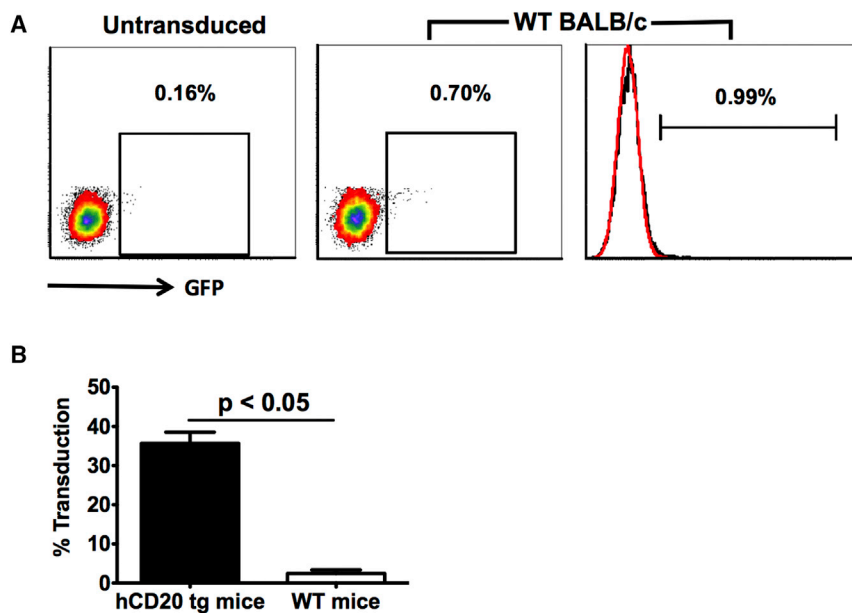 A
Untransduced
WT BALB/c
0.16%
0.70%
0.99%
GFP
B
% Transduction
50
40
30
20
10
0
p < 0.05
hCD20 tg mice
WT mice